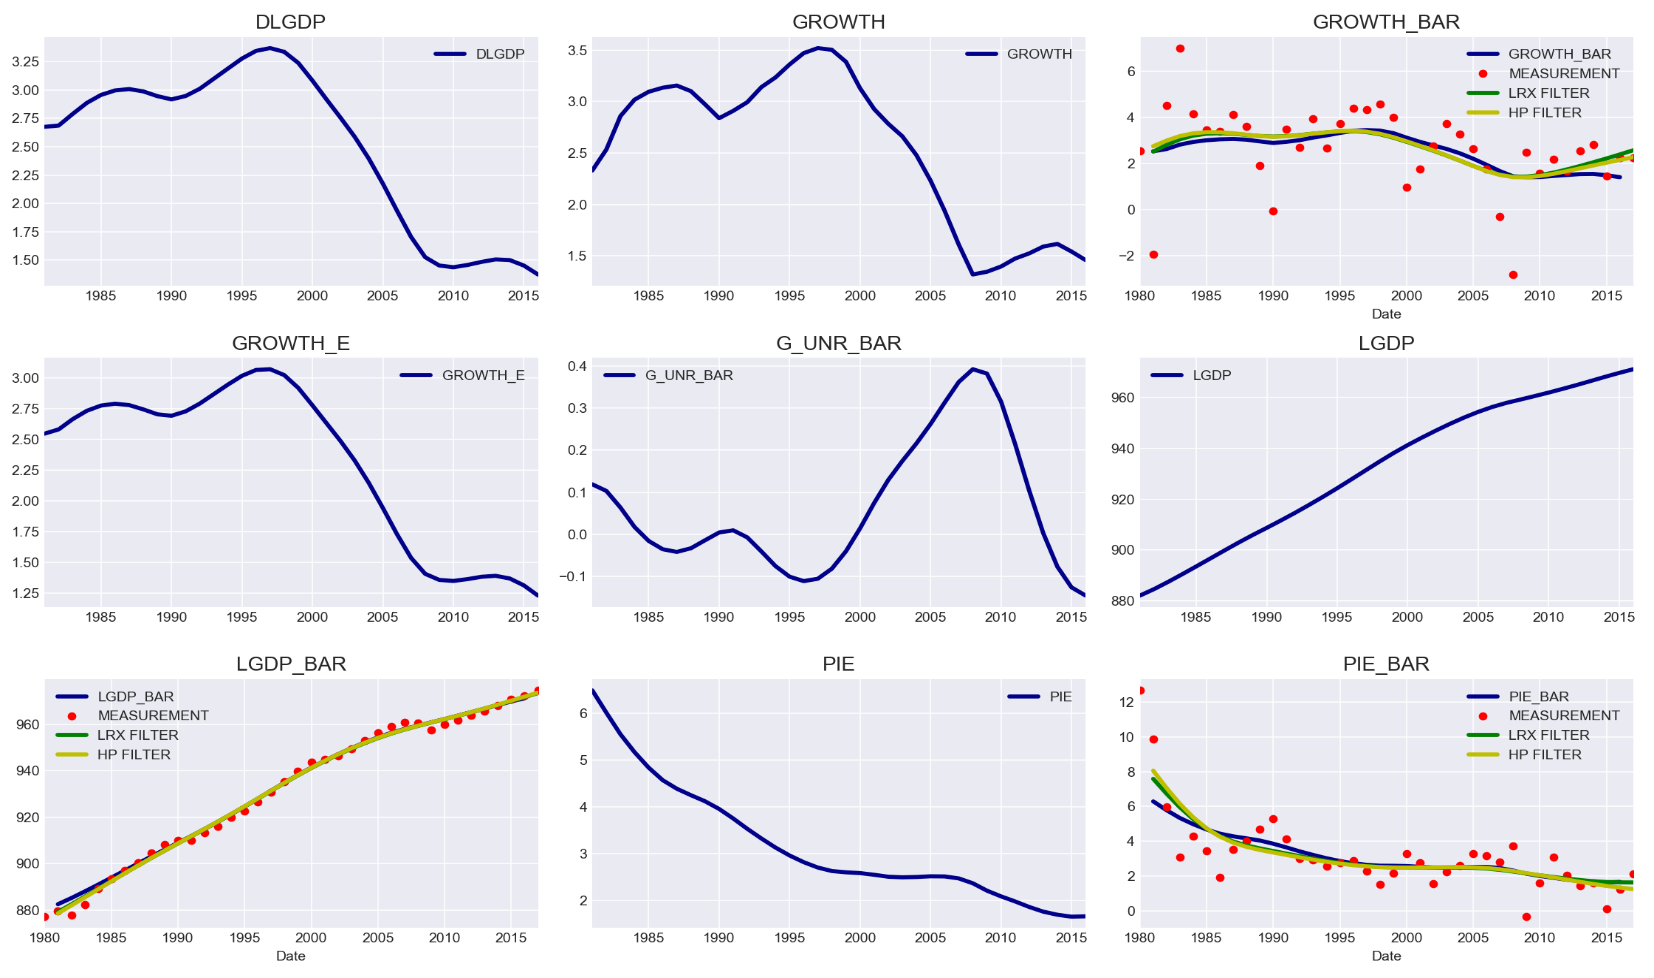 DLGDP
DLGDP
3.25
3.00
2.75
2.50
2.25
2.00
1.75
1.50
1985 1990 1995 2000 2005 2010 2015
GROWTH
GROWTH
3.5
3.0
2.5
2.0
1.5
1985 1990 1995 2000 2005 2010 2015
GROWTH_BAR
GROWTH_BAR
MEASUREMENT
LRX FILTER
HP FILTER
6
4
2
0
−2
1980 1985 1990 1995 2000 2005 2010 2015
Date
GROWTH_E
GROWTH_E
3.00
2.75
2.50
2.25
2.00
1.75
1.50
1.25
1985 1990 1995 2000 2005 2010 2015
G_UNR_BAR
G_UNR_BAR
0.4
0.3
0.2
0.1
0.0
−0.1
1985 1990 1995 2000 2005 2010 2015
LGDP
LGDP
960
940
920
900
880
1985 1990 1995 2000 2005 2010 2015
LGDP_BAR
LGDP_BAR
MEASUREMENT
LRX FILTER
HP FILTER
960
940
920
900
880
1980 1985 1990 1995 2000 2005 2010 2015
Date
PIE
PIE
6
5
4
3
2
1985 1990 1995 2000 2005 2010 2015
PIE_BAR
PIE_BAR
MEASUREMENT
LRX FILTER
HP FILTER
12
10
8
6
4
2
0
1980 1985 1990 1995 2000 2005 2010 2015
Date